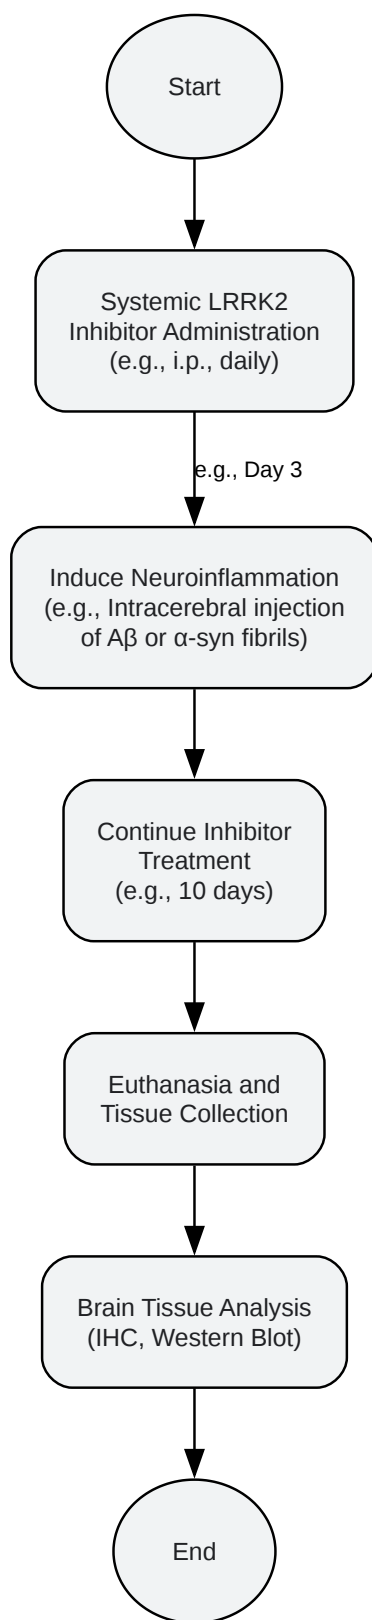 Start
Systemic LRRK2
Inhibitor Administration
(e.g., i.p., daily)
e.g., Day 3
Induce Neuroinflammation
(e.g., Intracerebral injection
of Aβ or α-syn fibrils)
Continue Inhibitor
Treatment
(e.g., 10 days)
Euthanasia and
Tissue Collection
Brain Tissue Analysis
(IHC, Western Blot)
End